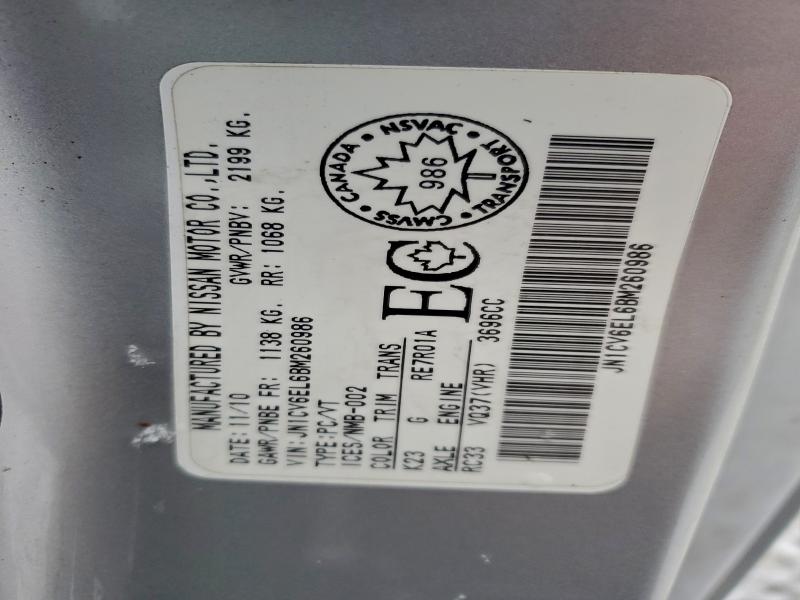 MANUFACTURED BY NISSAN MOTOR CO.,LTD.
DATE: 11/10 GVWR/PNBV: 2199 KG.
GAWR/PNBE FR: 1138 KG. RR: 1068 KG.
VIN: JN1CV6EL6BM260986
TYPE: PC/VT
ICES/NMB-002
COLOR TRIM TRANS
K23 G RE7R01A
AXLE ENGINE
RC33 VQ37(VHR) 3696CC
EC
CANADA • NSVAC • TRANSPORT • CMVSS •
986
JN1CV6EL6BM260986